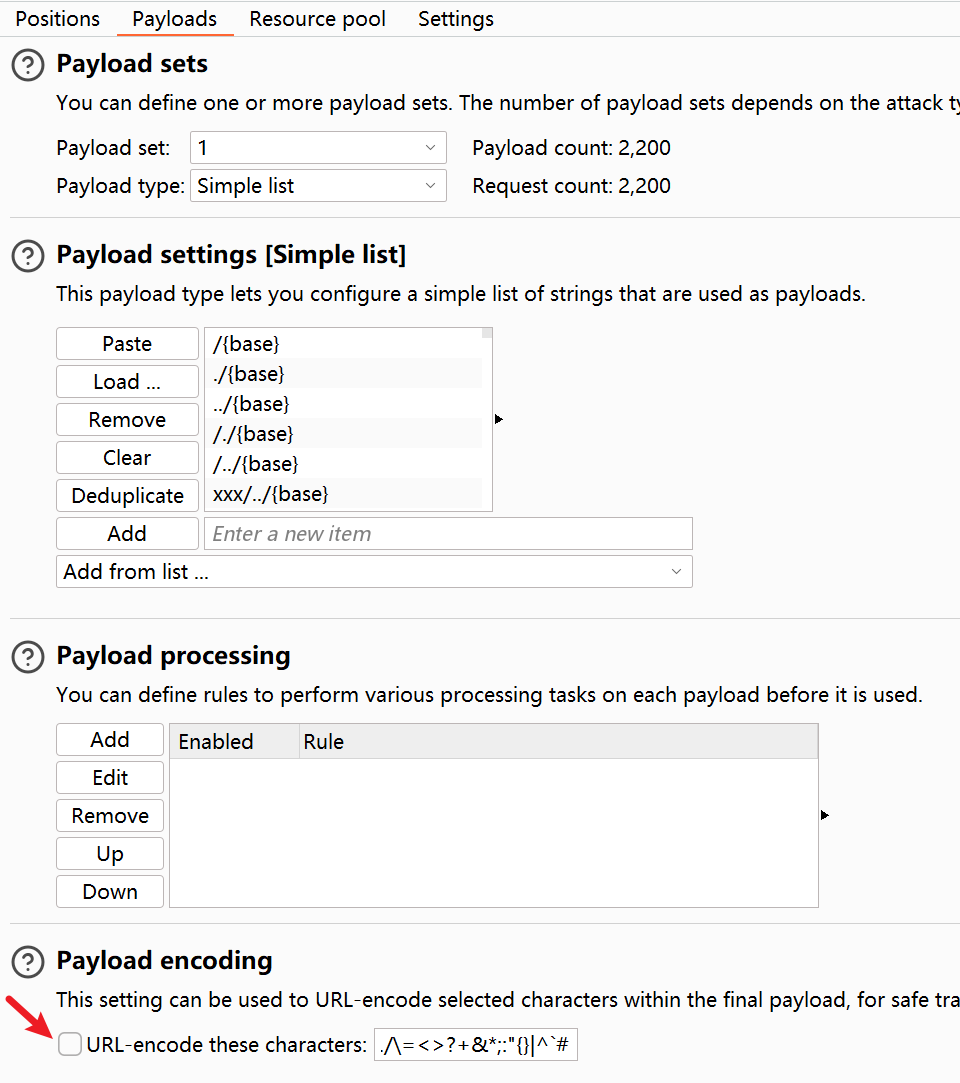 Positions Payloads Resource pool Settings
Payload sets
You can define one or more payload sets. The number of payload sets depends on the attack ty
Payload set: 1 Payload count: 2,200
Payload type: Simple list Request count: 2,200
Payload settings [Simple list]
This payload type lets you configure a simple list of strings that are used as payloads.
Paste
Load ...
Remove
Clear
Deduplicate
/{base}
./{base}
../{base}
/./{base}
/../{base}
xxx/../{base}
Add Enter a new item
Add from list ...
Payload processing
You can define rules to perform various processing tasks on each payload before it is used.
Add
Edit
Remove
Up
Down
Enabled Rule
Payload encoding
This setting can be used to URL-encode selected characters within the final payload, for safe tra
URL-encode these characters: ./\=<>?+&*;:"{}|^`#